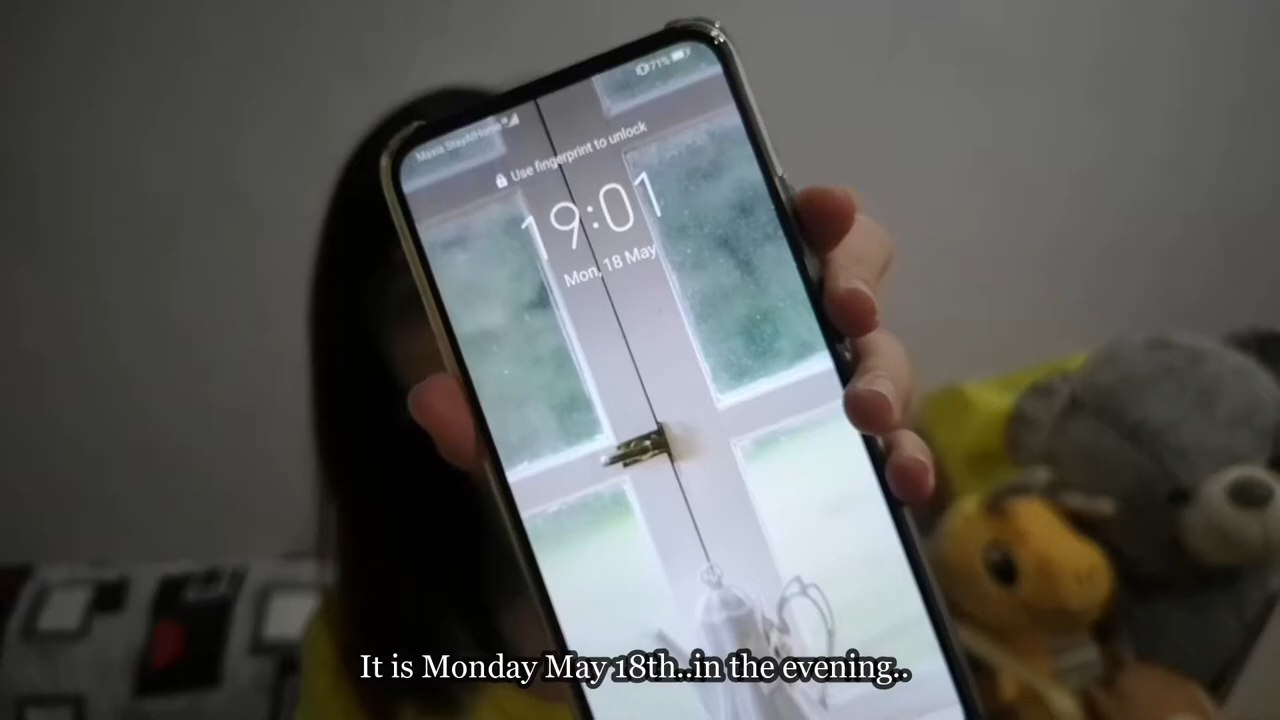 71%
Maxis.StayAtHome
Use fingerprint to unlock
19:01
Mon, 18 May
It is Monday May 18th..in the evening..